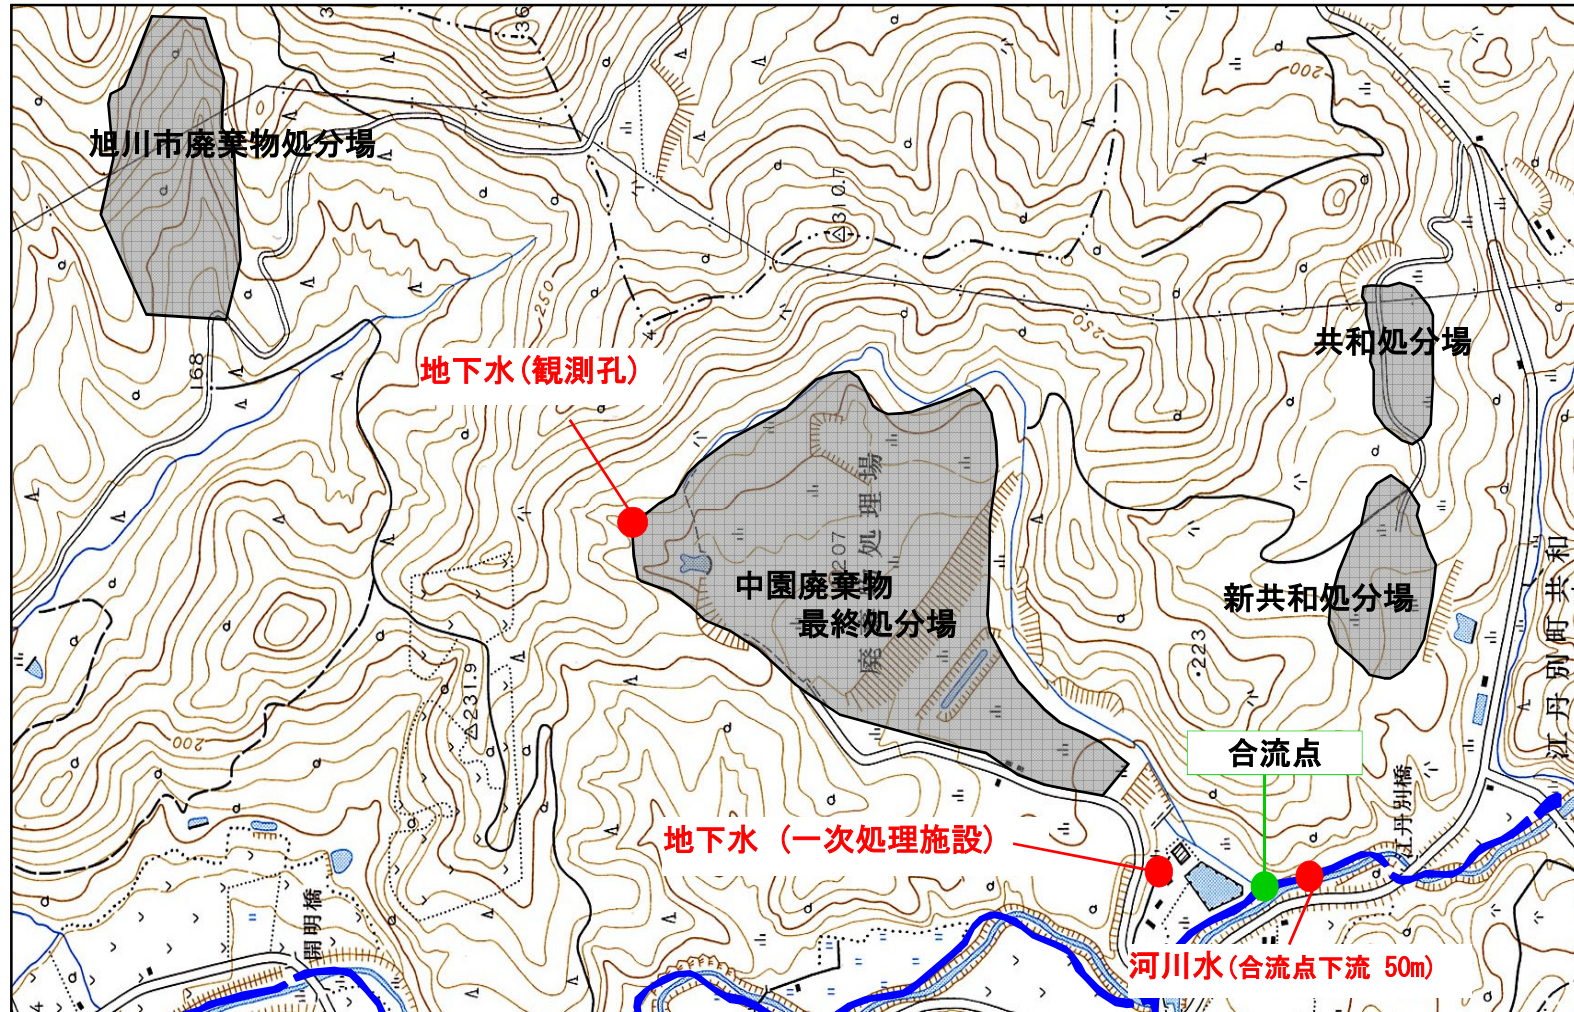 36
200
旭川市廃棄物処分場
310.7
250
250
共和処分場
168
地下水(観測孔)
廃棄物処理場
207
中園廃棄物
最終処分場
新共和処分場
江丹別町共和
223
231.9
200
合流点
江丹別橋
地下水 (一次処理施設)
開明橋
河川水(合流点下流 50m)